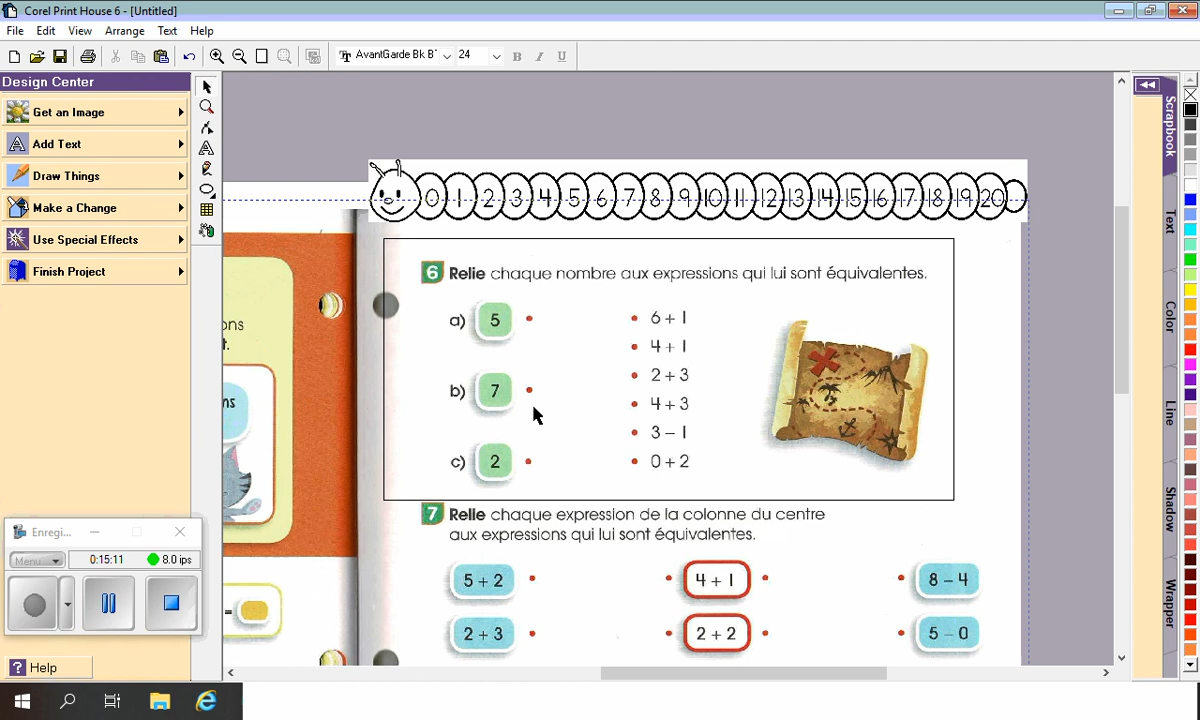 Corel Print House 6 - [Untitled]
File Edit View Arrange Text Help
AvantGarde Bk BT 24 B I U
Design Center
Get an Image
Add Text
Draw Things
Make a Change
Use Special Effects
Finish Project
0 1 2 3 4 5 6 7 8 9 10 11 12 13 14 15 16 17 18 19 20
6 Relie chaque nombre aux expressions qui lui sont équivalentes.
a) 5
b) 7
c) 2
6 + 1
4 + 1
2 + 3
4 + 3
3 – 1
0 + 2
7 Relie chaque expression de la colonne du centre
aux expressions qui lui sont équivalentes.
5 + 2 4 + 1 8 – 4
2 + 3 2 + 2 5 – 0
ons
t.
ns
=
Enregi...
Menu
0:15:11 8.0 ips
? Help
Scrapbook
Text
Color
Line
Shadow
Wrapper